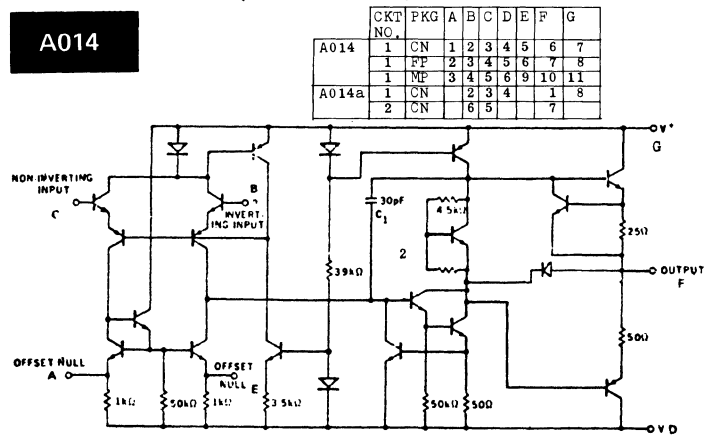 A014
CKT NO. PKG A B C D E F G
A014 1 CN 1 2 3 4 5 6 7
1 FP 2 3 4 5 6 7 8
1 MP 3 4 5 6 9 10 11
A014a 1 CN 2 3 4 1 8
2 CN 6 5 7
V+
G
NON-INVERTING INPUT
C
B
INVERTING INPUT
30pF
C1
4.5kΩ
25Ω
2
39kΩ
OUTPUT
F
50Ω
OFFSET NULL
A
OFFSET NULL
E
1kΩ
50kΩ
1kΩ
3.5kΩ
50kΩ
50Ω
V D